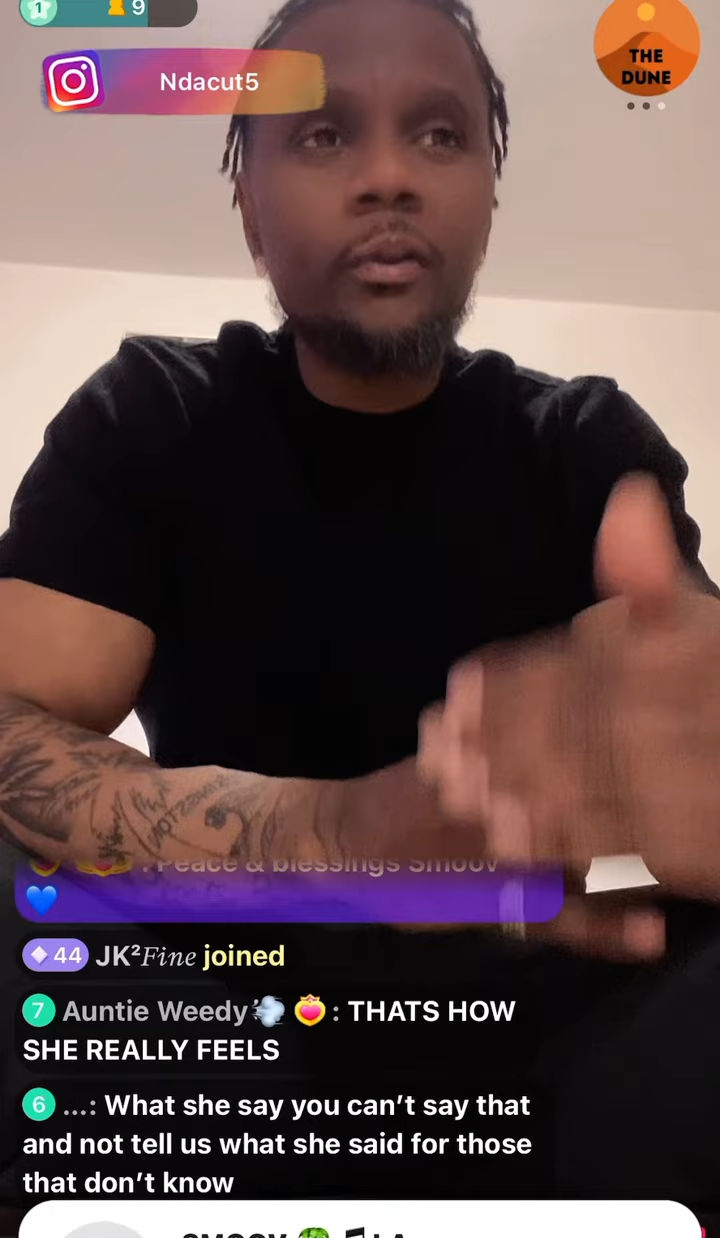 1
9
Ndacut5
THE
DUNE
: Peace & blessings Smoov
💙
44 JK²Fine joined
7 Auntie Weedy💨 : THATS HOW
SHE REALLY FEELS
6 ...: What she say you can’t say that
and not tell us what she said for those
that don’t know